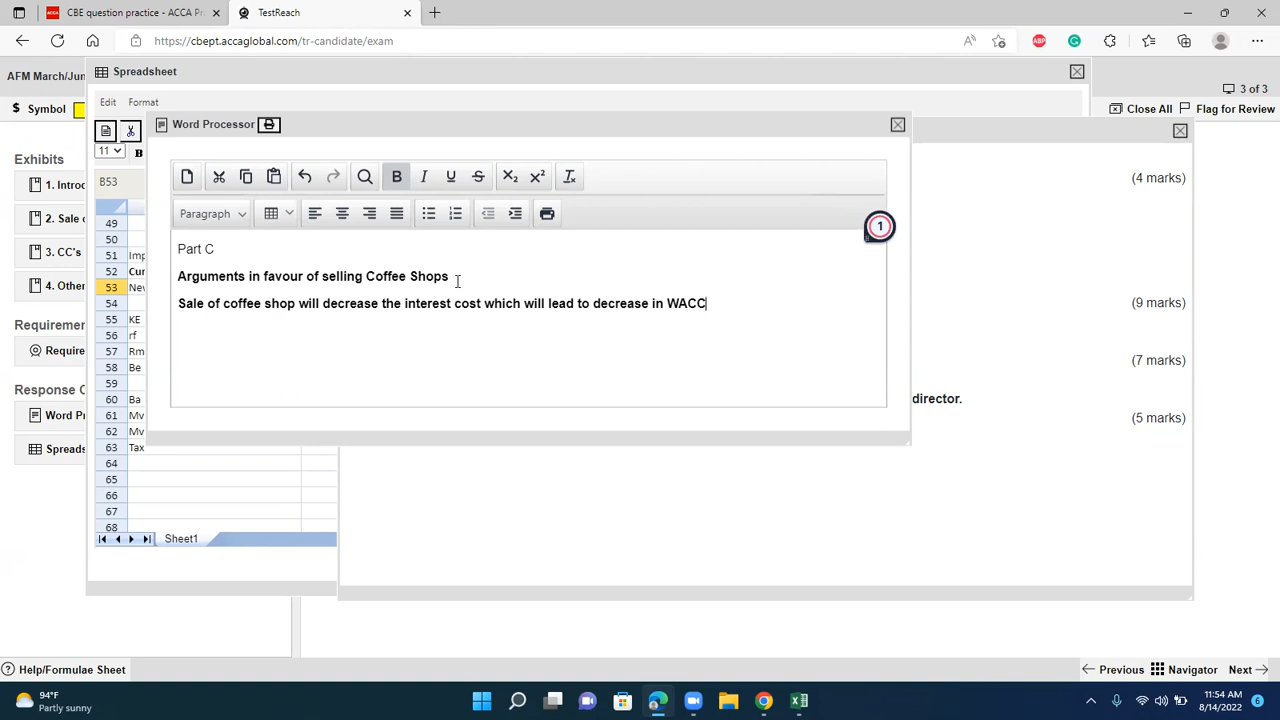 CBE question practice - ACCA Pr
TestReach
https://cbept.accaglobal.com/tr-candidate/exam
AFM March/Jun
Spreadsheet
3 of 3
$ Symbol
Edit Format
Close All Flag for Review
Word Processor
Exhibits
11 B
1. Introc
(4 marks)
B53
Paragraph
2. Sale c
49
1
50
Part C
3. CC's
51 Imp
52 Cur
Arguments in favour of selling Coffee Shops
4. Other
53 Nev
54
Sale of coffee shop will decrease the interest cost which will lead to decrease in WACC
(9 marks)
Requiremer
55 KE
56 rf
Require
57 Rm
58 Be
(7 marks)
59
Response O
60 Ba
director.
Word Pr
61 Mv
(5 marks)
62 Mv
Spreads
63 Tax
64
65
66
67
68
Sheet1
Help/Formulae Sheet
Previous Navigator Next
94°F
Partly sunny
11:54 AM
8/14/2022
6